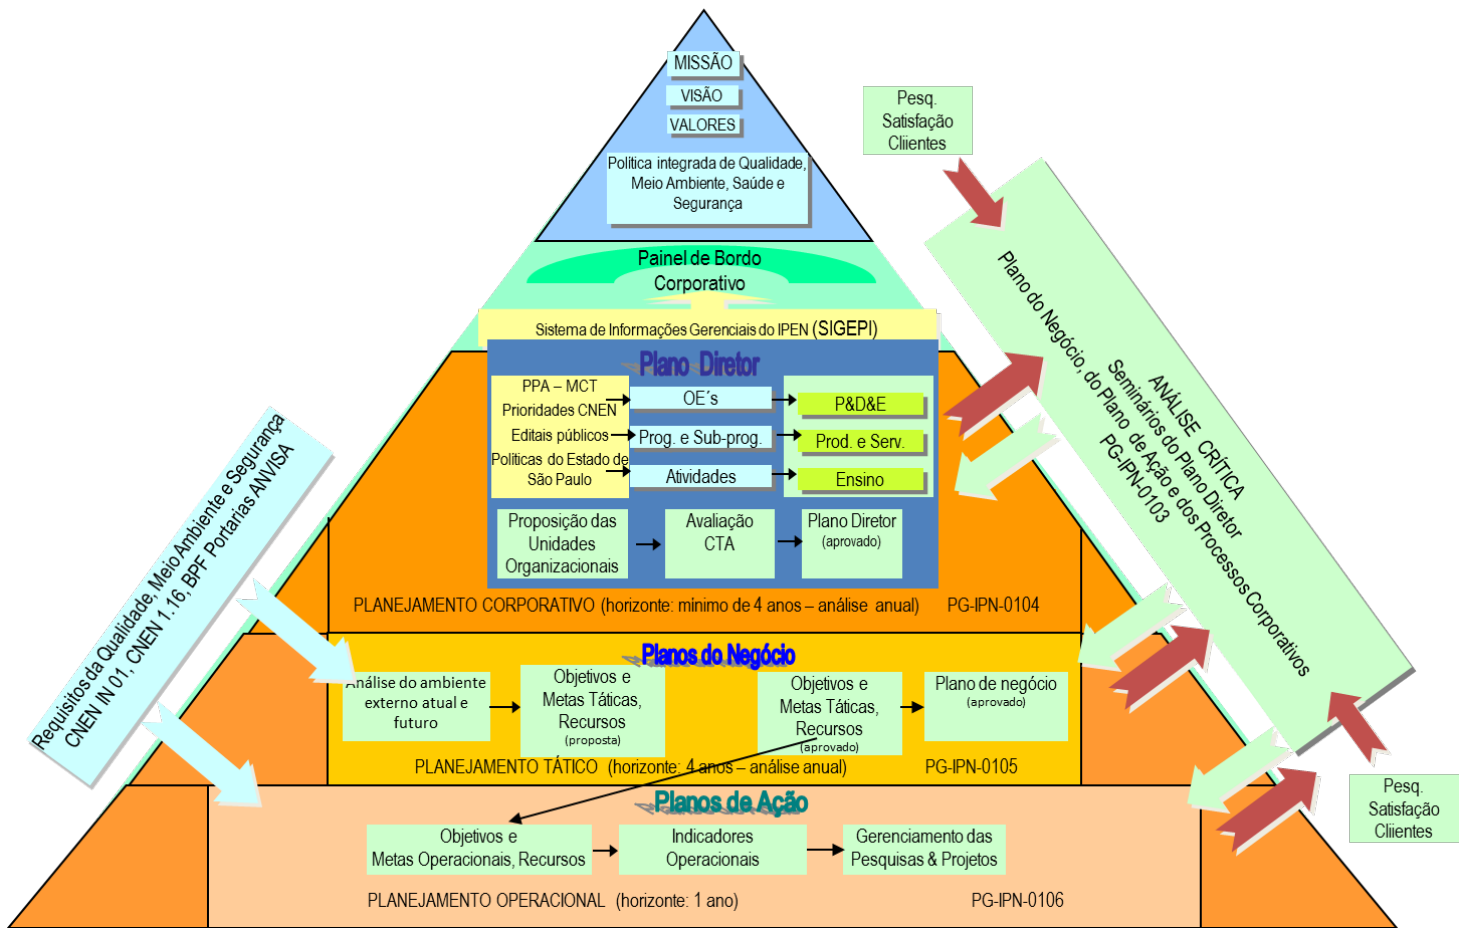 MISSÃO
VISÃO
VALORES
Política integrada de Qualidade,
Meio Ambiente, Saúde e
Segurança
Pesq.
Satisfação
Cliientes
Painel de Bordo
Corporativo
Sistema de Informações Gerenciais do IPEN (SIGEPI)
Plano Diretor
PPA – MCT
Prioridades CNEN
Editais públicos
Políticas do Estado de
São Paulo
OE´s
Prog. e Sub-prog.
Atividades
P&D&E
Prod. e Serv.
Ensino
Proposição das
Unidades
Organizacionais
Avaliação
CTA
Plano Diretor
(aprovado)
PLANEJAMENTO CORPORATIVO (horizonte: mínimo de 4 anos – análise anual) PG-IPN-0104
ANÁLISE CRÍTICA
Seminários do Plano Diretor
Plano do Negócio, do Plano de Ação e dos Processos Corporativos
PG-IPN-0103
Requisitos da Qualidade, Meio Ambiente e Segurança
CNEN IN 01, CNEN 1.16, BPF Portarias ANVISA
Planos do Negócio
Análise do ambiente
externo atual e
futuro
Objetivos e
Metas Táticas,
Recursos
(proposta)
Objetivos e
Metas Táticas,
Recursos
(aprovado)
Plano de negócio
(aprovado)
PLANEJAMENTO TÁTICO (horizonte: 4 anos – análise anual) PG-IPN-0105
Pesq.
Satisfação
Cliientes
Planos de Ação
Objetivos e
Metas Operacionais, Recursos
Indicadores
Operacionais
Gerenciamento das
Pesquisas & Projetos
PLANEJAMENTO OPERACIONAL (horizonte: 1 ano) PG-IPN-0106